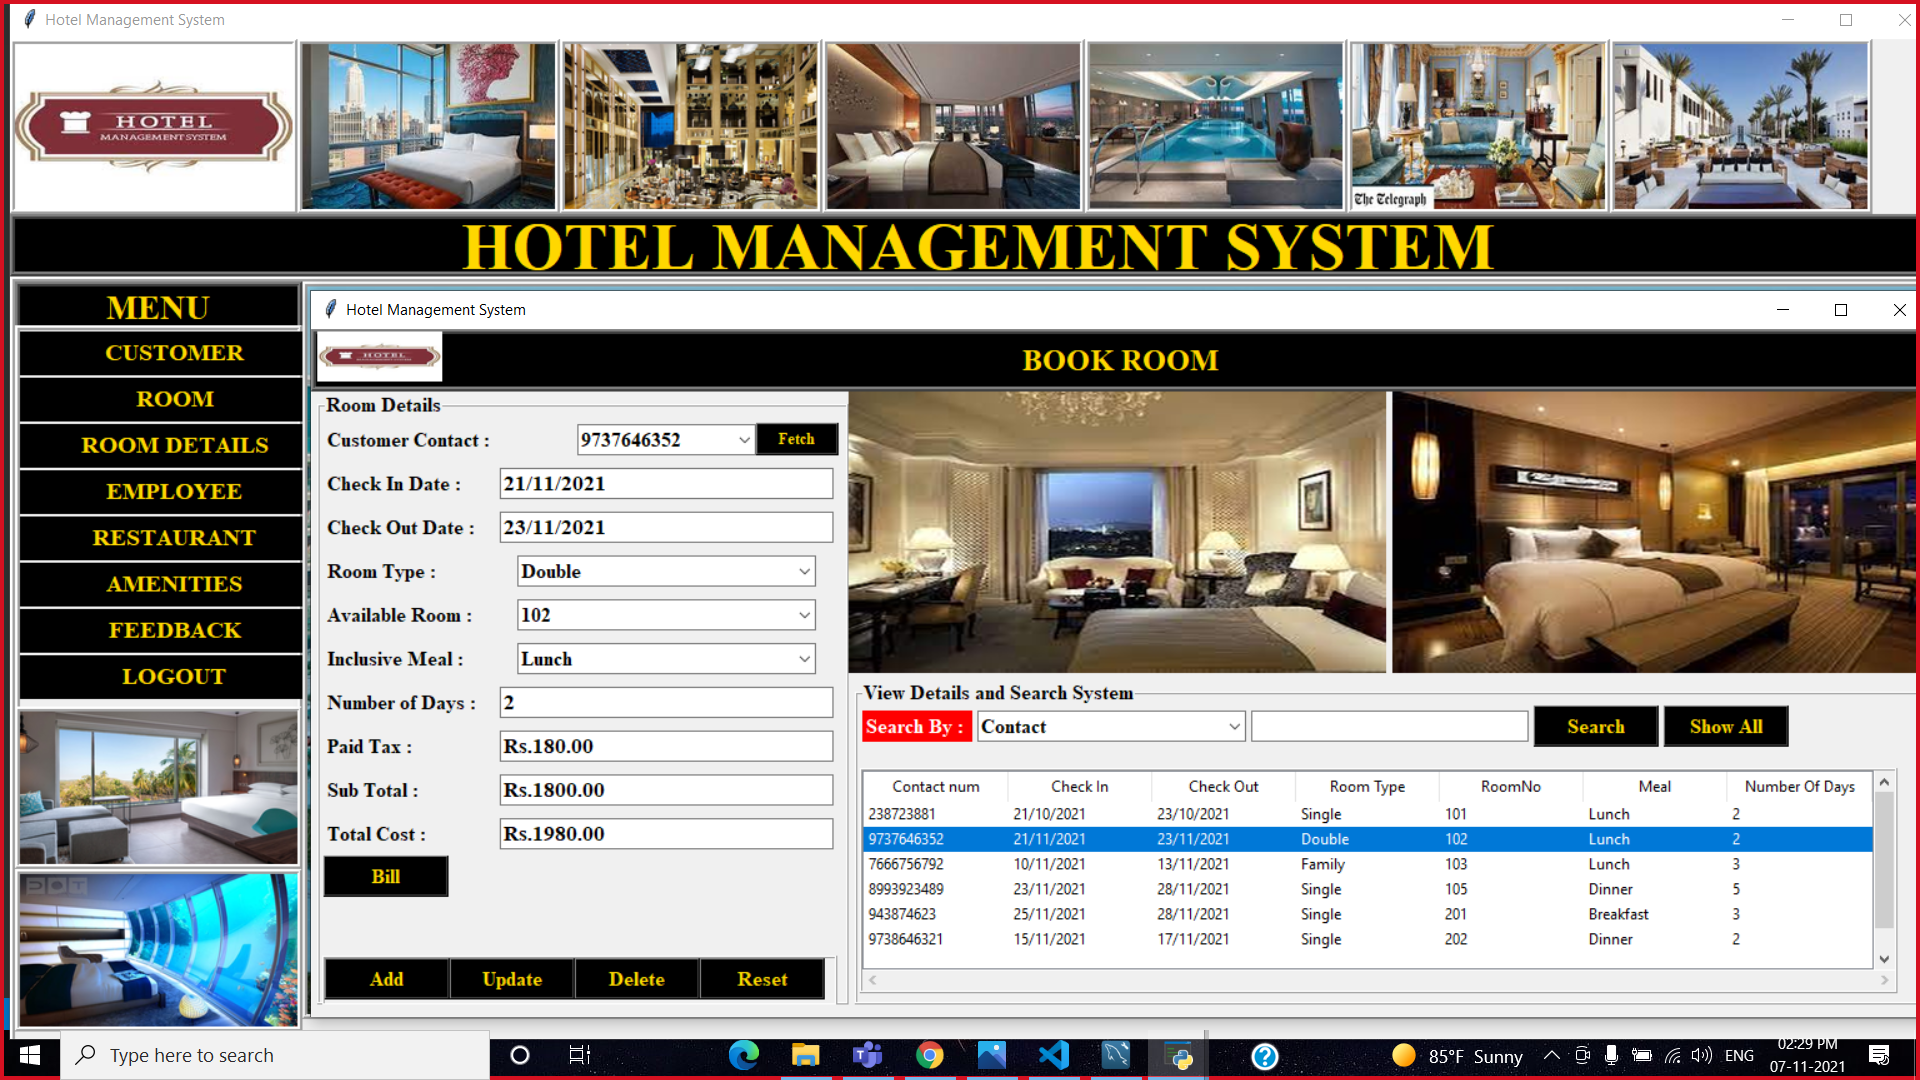 Hotel Management System
HOTEL
MANAGEMENT SYSTEM
The Telegraph
HOTEL MANAGEMENT SYSTEM
MENU
CUSTOMER
ROOM
ROOM DETAILS
EMPLOYEE
RESTAURANT
AMENITIES
FEEDBACK
LOGOUT
DOT
Hotel Management System
HOTEL
BOOK ROOM
Room Details
Customer Contact : 9737646352 Fetch
Check In Date : 21/11/2021
Check Out Date : 23/11/2021
Room Type : Double
Available Room : 102
Inclusive Meal : Lunch
Number of Days : 2
Paid Tax : Rs.180.00
Sub Total : Rs.1800.00
Total Cost : Rs.1980.00
Bill
Add Update Delete Reset
View Details and Search System
Search By : Contact Search Show All
Contact num Check In Check Out Room Type RoomNo Meal Number Of Days
238723881 21/10/2021 23/10/2021 Single 101 Lunch 2
9737646352 21/11/2021 23/11/2021 Double 102 Lunch 2
7666756792 10/11/2021 13/11/2021 Family 103 Lunch 3
8993923489 23/11/2021 28/11/2021 Single 105 Dinner 5
943874623 25/11/2021 28/11/2021 Single 201 Breakfast 3
9738646321 15/11/2021 17/11/2021 Single 202 Dinner 2
Type here to search
85°F Sunny
ENG
02:29 PM
07-11-2021